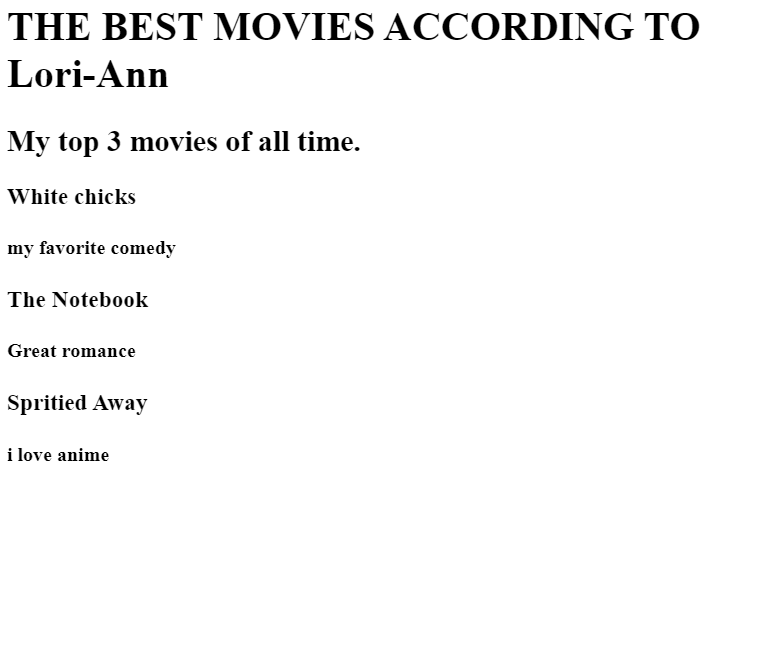 THE BEST MOVIES ACCORDING TO
Lori-Ann
My top 3 movies of all time.
White chicks
my favorite comedy
The Notebook
Great romance
Spritied Away
i love anime